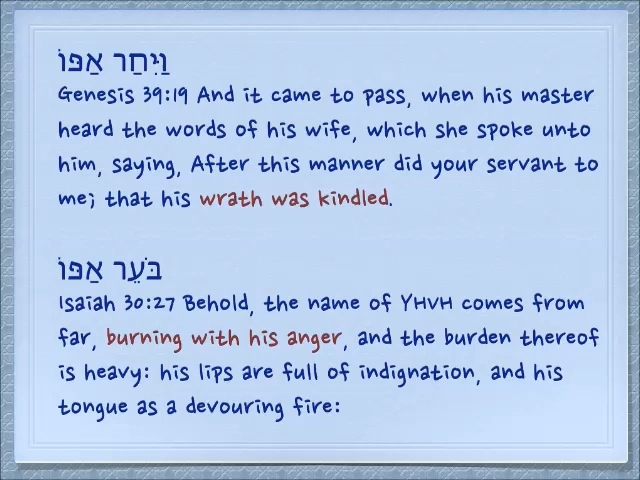 וַיִּחַר אַפּוֹ
Genesis 39:19 And it came to pass, when his master
heard the words of his wife, which she spoke unto
him, saying, After this manner did your servant to
me; that his wrath was kindled.
בֹּעֵר אַפּוֹ
Isaiah 30:27 Behold, the name of YHVH comes from
far, burning with his anger, and the burden thereof
is heavy: his lips are full of indignation, and his
tongue as a devouring fire: